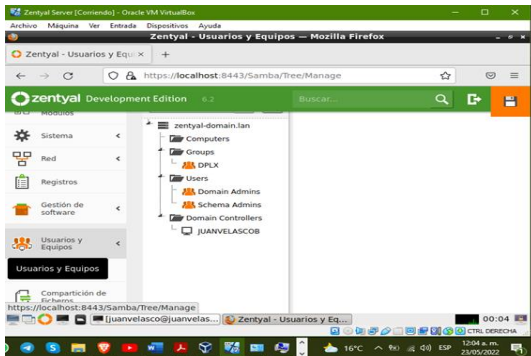 Zentyal Server [Corriendo] - Oracle VM VirtualBox
Archivo Máquina Ver Entrada Dispositivos Ayuda
Zentyal - Usuarios y Equipos — Mozilla Firefox
Zentyal - Usuarios y Equi
https://localhost:8443/Samba/Tree/Manage
zentyal Development Edition 6.2
Buscar...
Módulos
Sistema
Red
Registros
Gestión de
software
Usuarios y
Equipos
Usuarios y Equipos
Compartición de
Ficheros
zentyal-domain.lan
Computers
Groups
DPLX
Users
Domain Admins
Schema Admins
Domain Controllers
JUANVELASCOB
https://localhost:8443/Samba/Tree/Manage
[juanvelasco@juanvelas...
Zentyal - Usuarios y Eq...
00:04
CTRL DERECHA
16°C
ESP
12:04 a. m.
23/05/2022